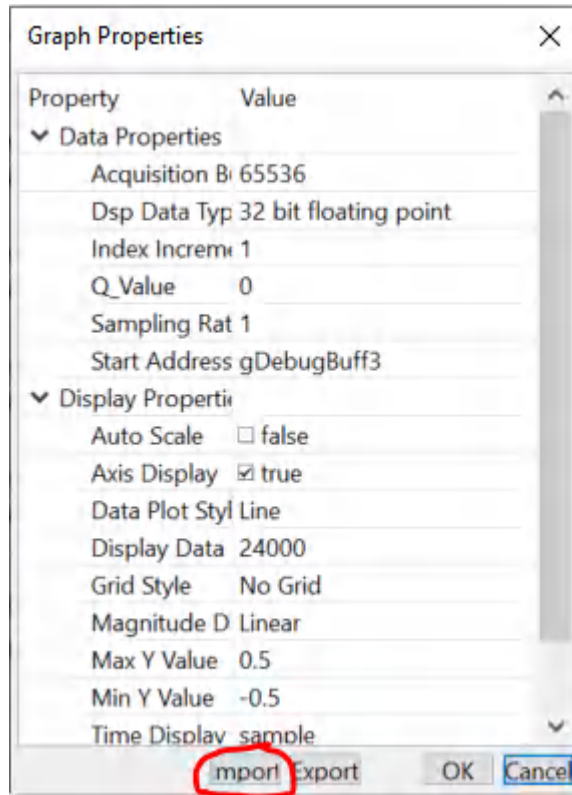 Graph Properties
Property Value
Data Properties
Acquisition Bu 65536
Dsp Data Typ 32 bit floating point
Index Increme 1
Q_Value 0
Sampling Rat 1
Start Address gDebugBuff3
Display Propertie
Auto Scale false
Axis Display true
Data Plot Styl Line
Display Data 24000
Grid Style No Grid
Magnitude D Linear
Max Y Value 0.5
Min Y Value -0.5
Time Display sample
mport Export OK Cancel